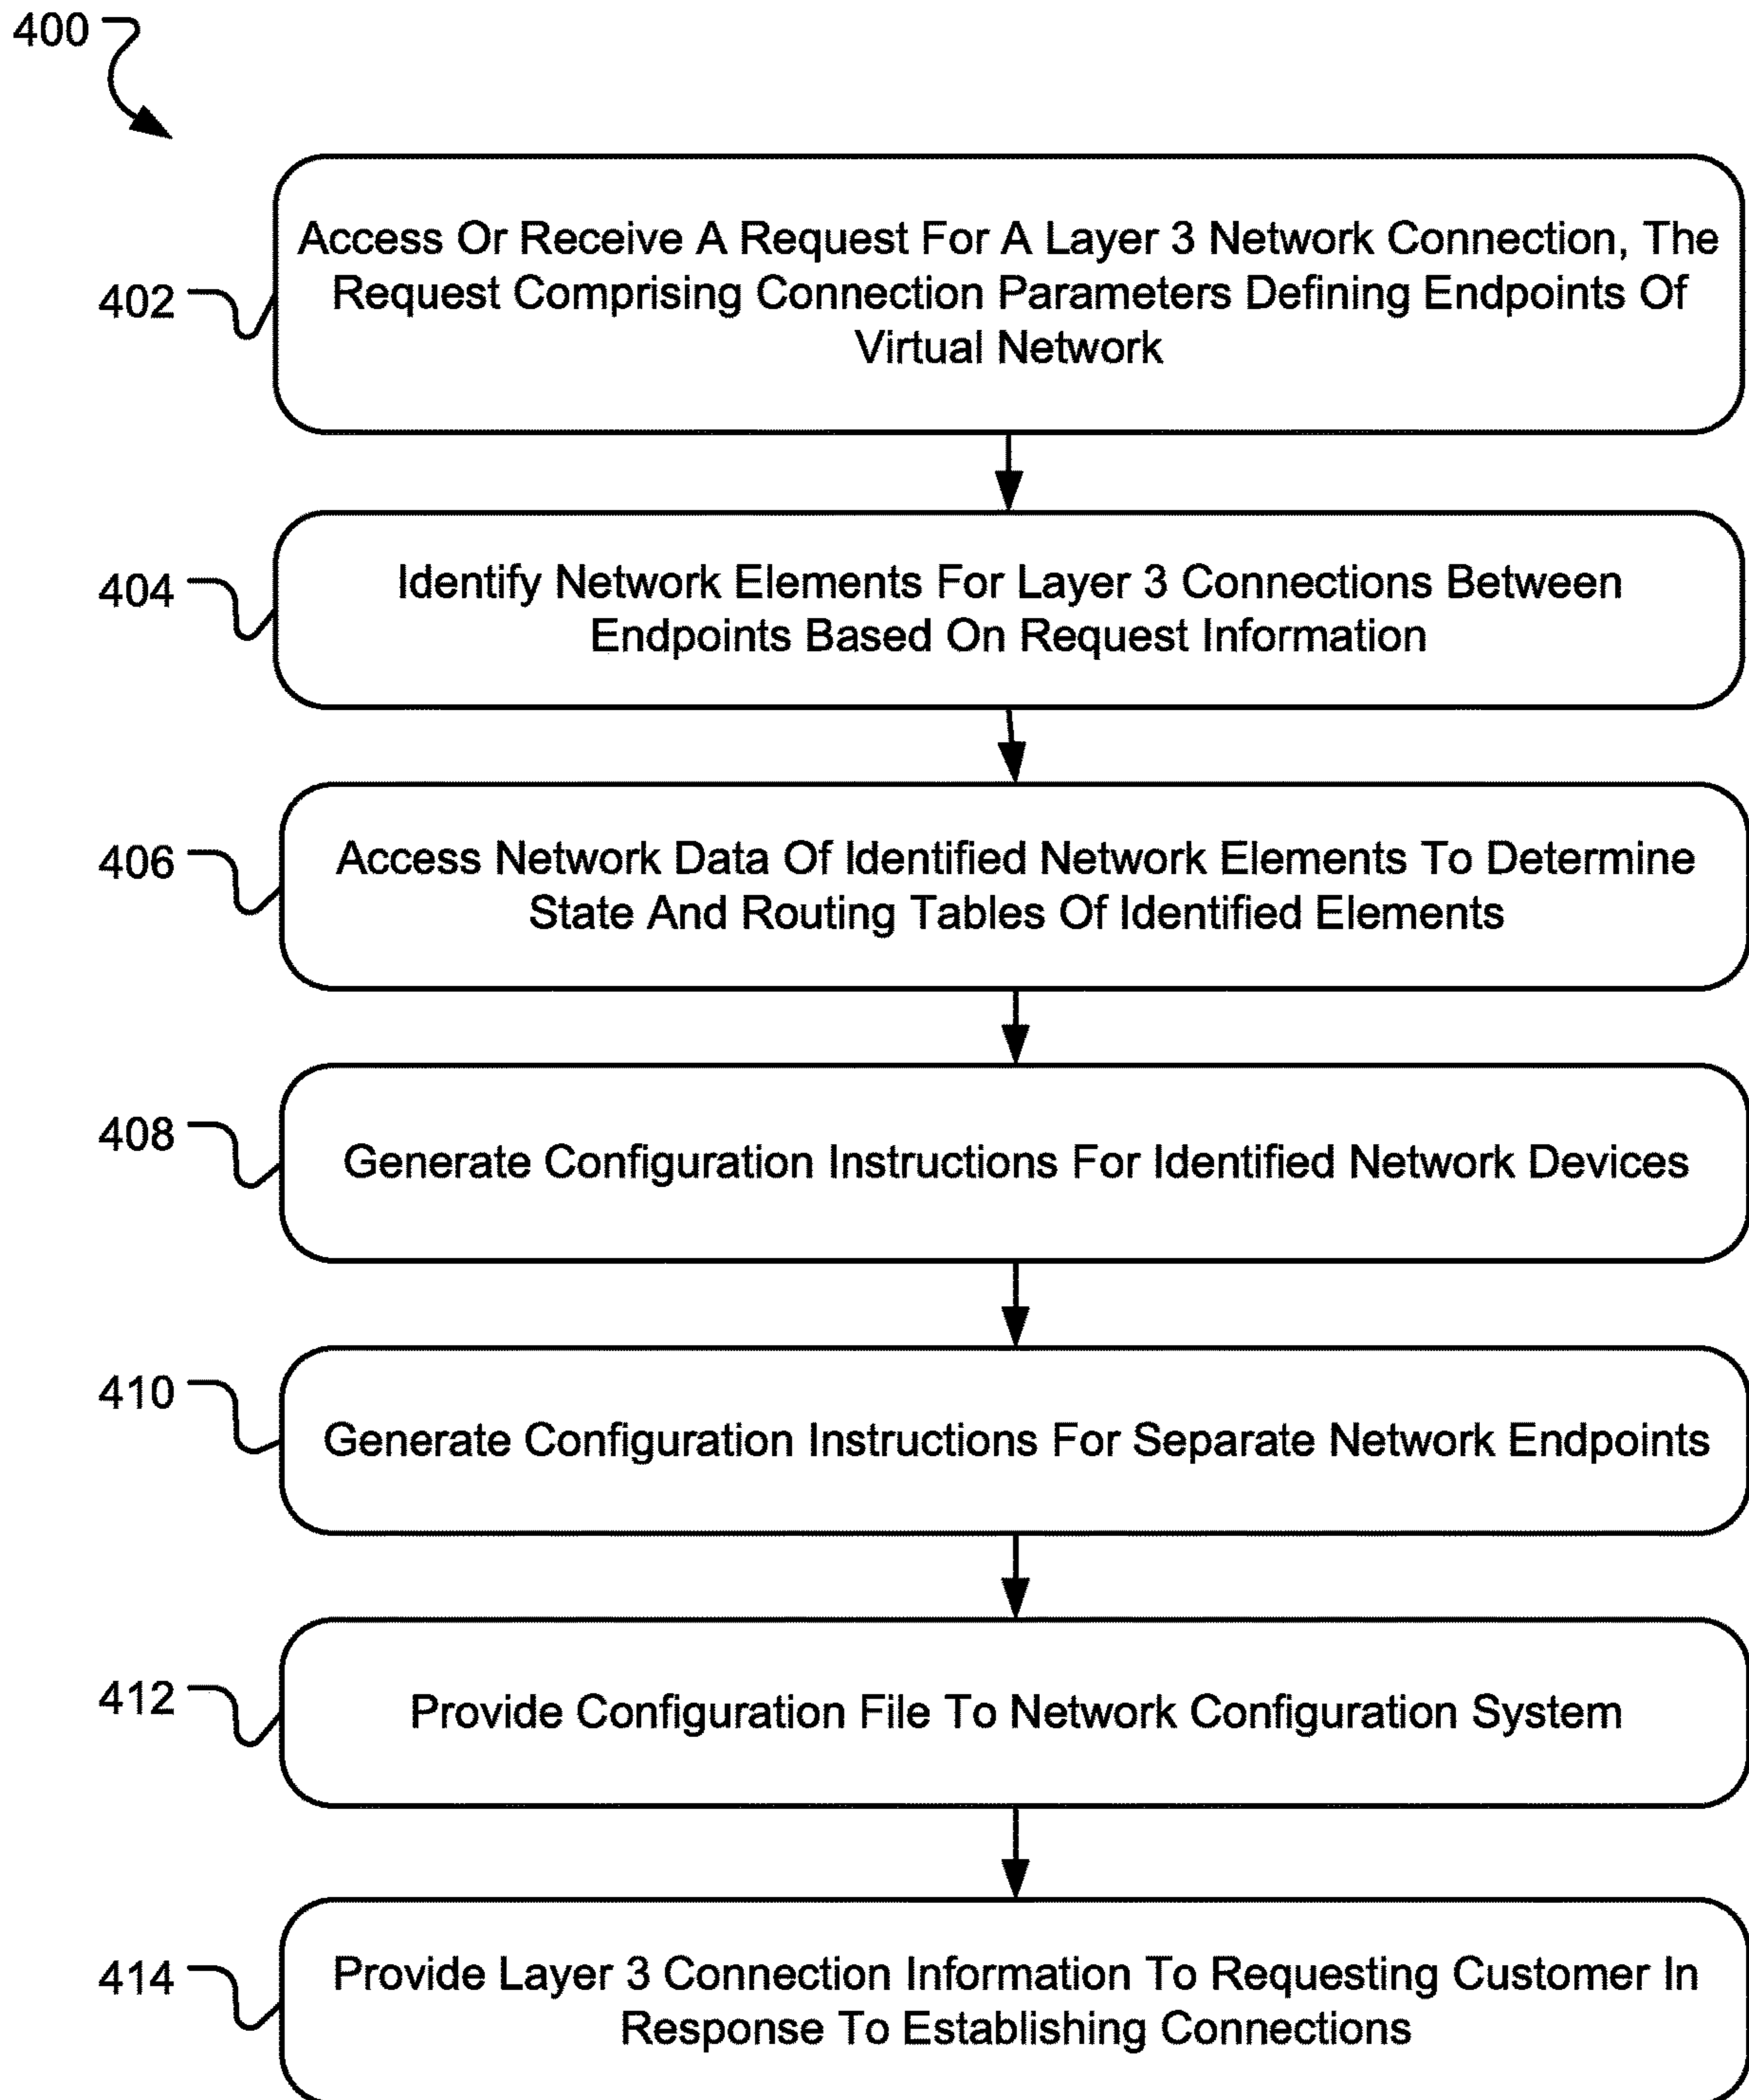 400
402
Access Or Receive A Request For A Layer 3 Network Connection, The
Request Comprising Connection Parameters Defining Endpoints Of
Virtual Network
404
Identify Network Elements For Layer 3 Connections Between
Endpoints Based On Request Information
406
Access Network Data Of Identified Network Elements To Determine
State And Routing Tables Of Identified Elements
408
Generate Configuration Instructions For Identified Network Devices
410
Generate Configuration Instructions For Separate Network Endpoints
412
Provide Configuration File To Network Configuration System
414
Provide Layer 3 Connection Information To Requesting Customer In
Response To Establishing Connections